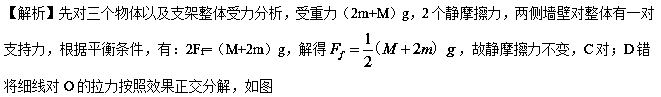 【解析】先对三个物体以及支架整体受力分析，受重力（2m+M）g，2个静摩擦力，两侧墙壁对整体有一对
支持力，根据平衡条件，有：2Ff=（M+2m）g，解得 F_f = 1/2 (M + 2m) g，故静摩擦力不变，C对；D错
将细线对O的拉力按照效果正交分解，如图